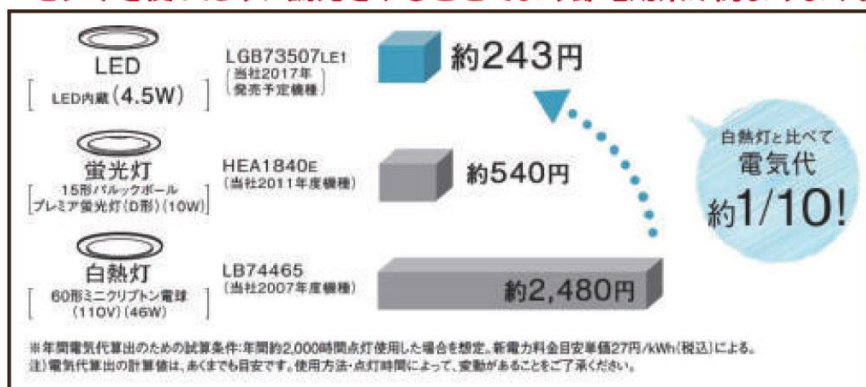 LED
LED内蔵(4.5W)
LGB73507LE1
(当社2017年
発売予定機種)
約243円
蛍光灯
15形パルックボール
プレミア蛍光灯(D形)(10W)
HEA1840E
(当社2011年度機種)
約540円
白熱灯と比べて
電気代
約1/10!
白熱灯
60形ミニクリプトン電球
(110V)(46W)
LB74465
(当社2007年度機種)
約2,480円
※年間電気代算出のための試算条件:年間約2,000時間点灯使用した場合を想定。新電力料金目安単価27円/kWh(税込)による。
注)電気代算出の計算値は、あくまでも目安です。使用方法・点灯時間によって、変動があることをご了承ください。